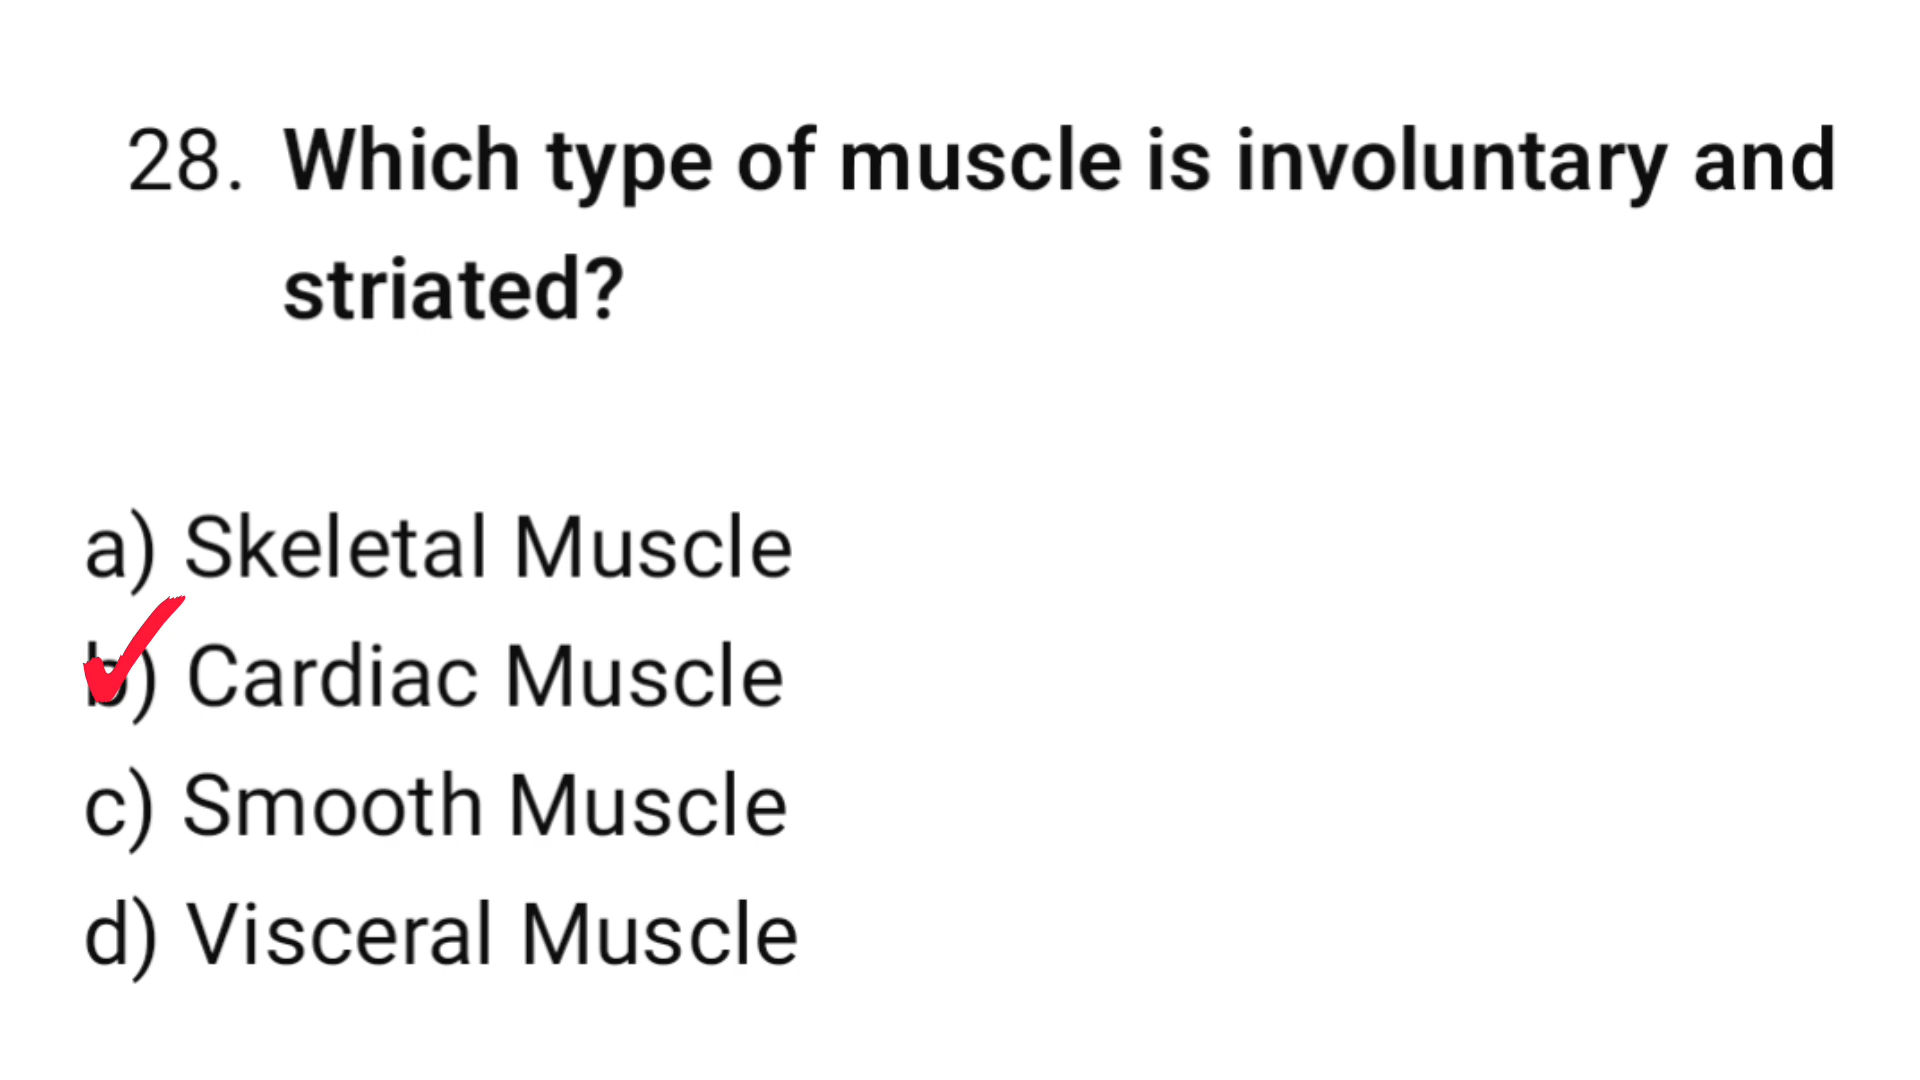 28. Which type of muscle is involuntary and
striated?
a) Skeletal Muscle
b) Cardiac Muscle
c) Smooth Muscle
d) Visceral Muscle